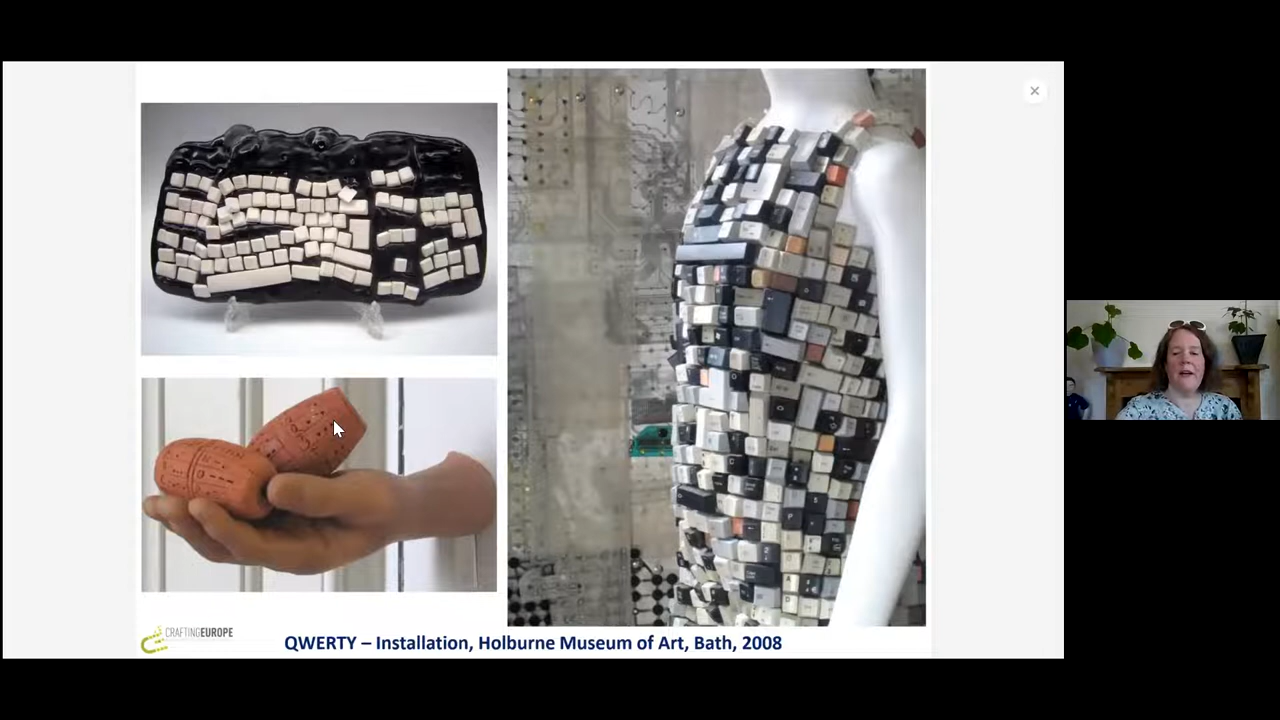 CRAFTINGEUROPE
QWERTY – Installation, Holburne Museum of Art, Bath, 2008